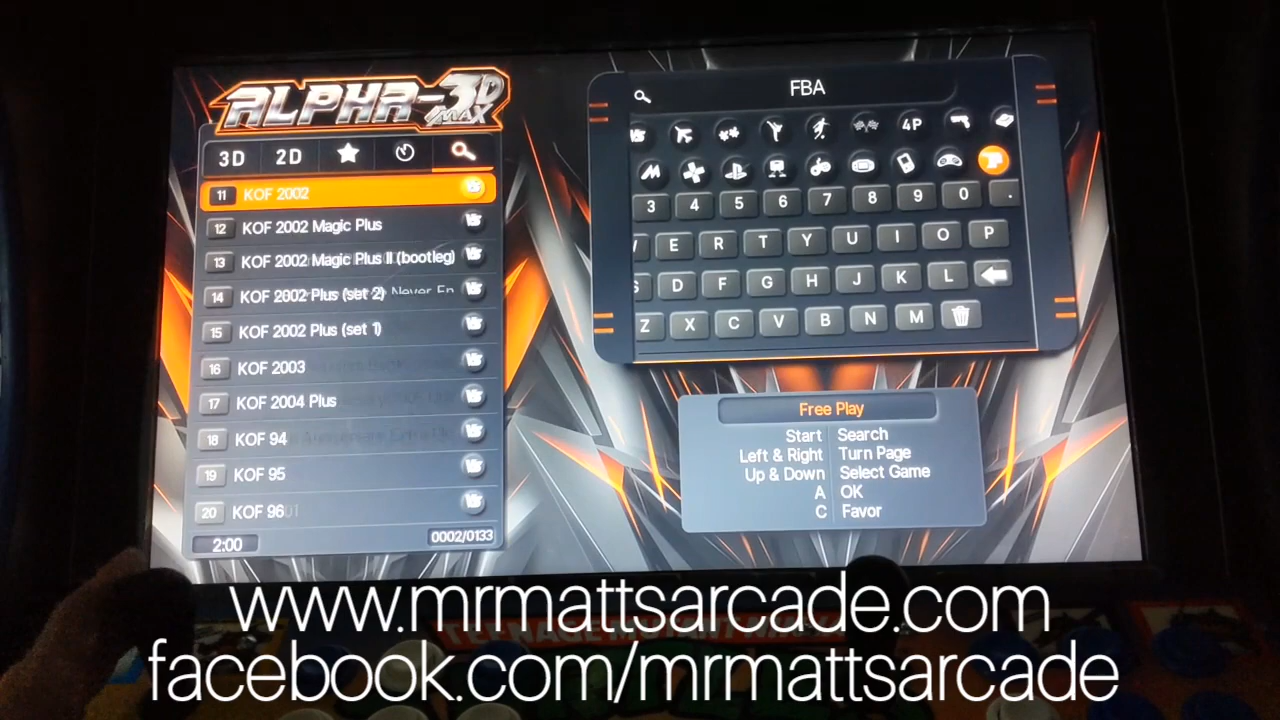 ALPHA-3D
MAX
3D 2D
11 KOF 2002
12 KOF 2002 Magic Plus
13 KOF 2002 Magic Plus II (bootleg)
14 KOF 2002 Plus (set 2)
15 KOF 2002 Plus (set 1)
16 KOF 2003
17 KOF 2004 Plus
18 KOF 94
19 KOF 95
20 KOF 96
2:00 0002/0133
FBA
4P
3 4 5 6 7 8 9 0 .
E R T Y U I O P
S D F G H J K L
Z X C V B N M
Free Play
Start Search
Left & Right Turn Page
Up & Down Select Game
A OK
C Favor
www.mrmattsarcade.com
TEENAGE MUTANT
facebook.com/mrmattsarcade